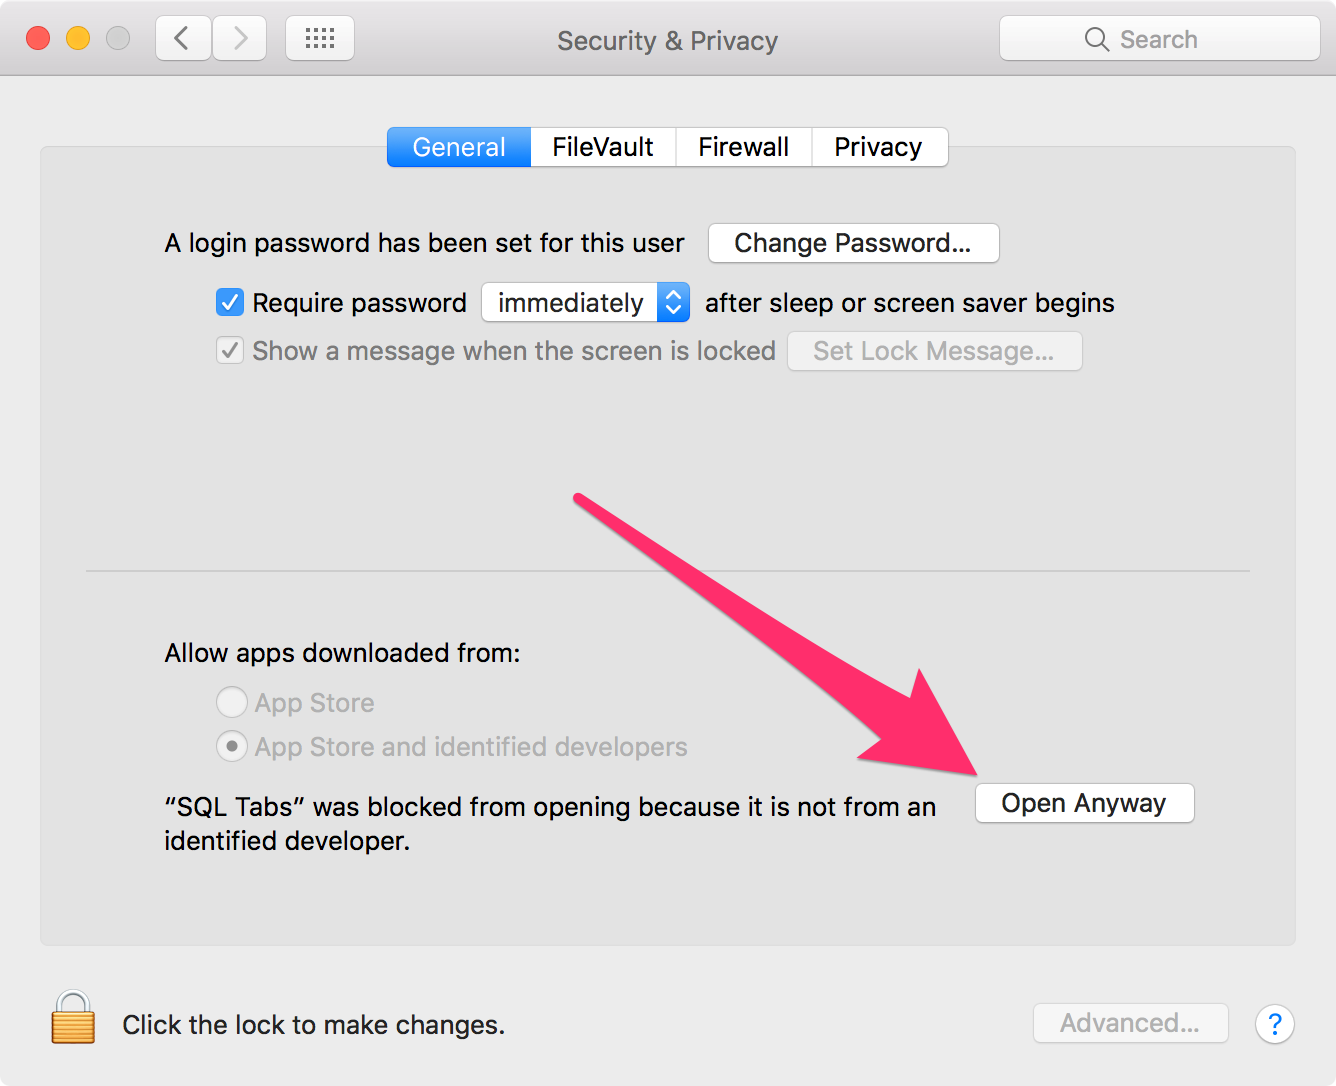 Security & Privacy
Search
General FileVault Firewall Privacy
A login password has been set for this user Change Password...
Require password immediately after sleep or screen saver begins
Show a message when the screen is locked Set Lock Message...
Allow apps downloaded from:
App Store
App Store and identified developers
“SQL Tabs” was blocked from opening because it is not from an
identified developer.
Open Anyway
Click the lock to make changes.
Advanced...
?